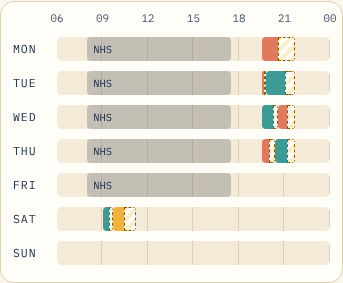 06 09 12 15 18 21 00
MON NHS
TUE NHS
WED NHS
THU NHS
FRI NHS
SAT
SUN